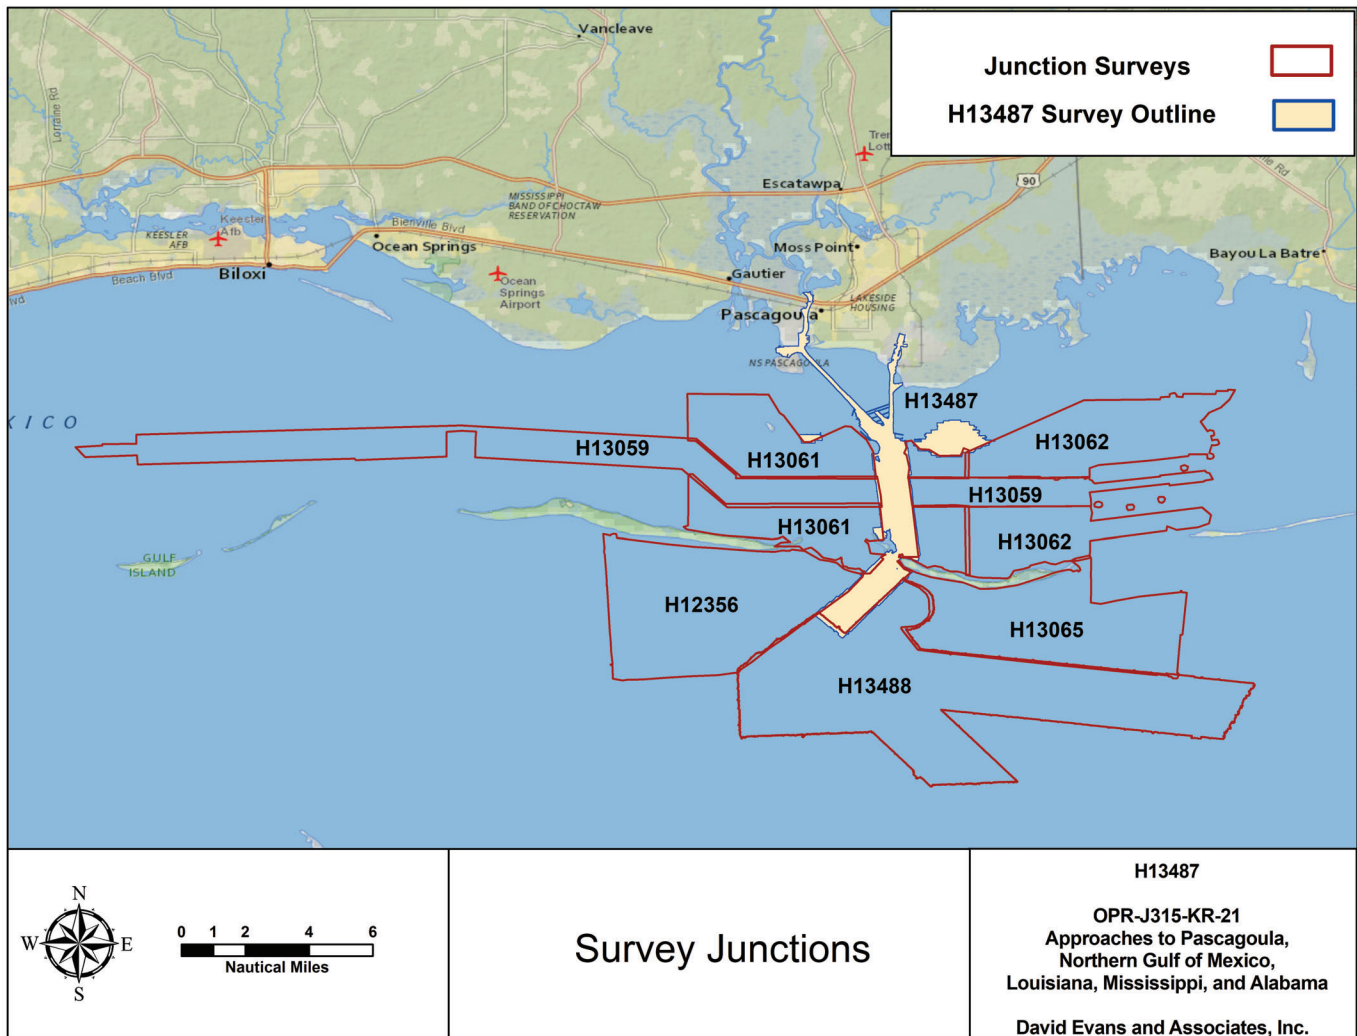 Vancleave
Junction Surveys
H13487 Survey Outline
Lorraine Rd
Escatawpa
90
MISSISSIPPI
BAND OF CHOCTAW
RESERVATION
Keesler
Afb
KEESLER
AFB
Bienville Blvd
Ocean Springs
Moss Point
Bayou La Batre
Biloxi
Beach Blvd
Ocean
Springs
Airport
Gautier
LAKESIDE
HOUSING
Pascagoula
NS PASCAGOULA
H13487
XICO
H13059
H13061
H13062
H13059
H13061
H13062
GULF
ISLAND
H12356
H13065
H13488
N
W E
S
0 1 2 4 6
Nautical Miles
Survey Junctions
H13487
OPR-J315-KR-21
Approaches to Pascagoula,
Northern Gulf of Mexico,
Louisiana, Mississippi, and Alabama
David Evans and Associates, Inc.